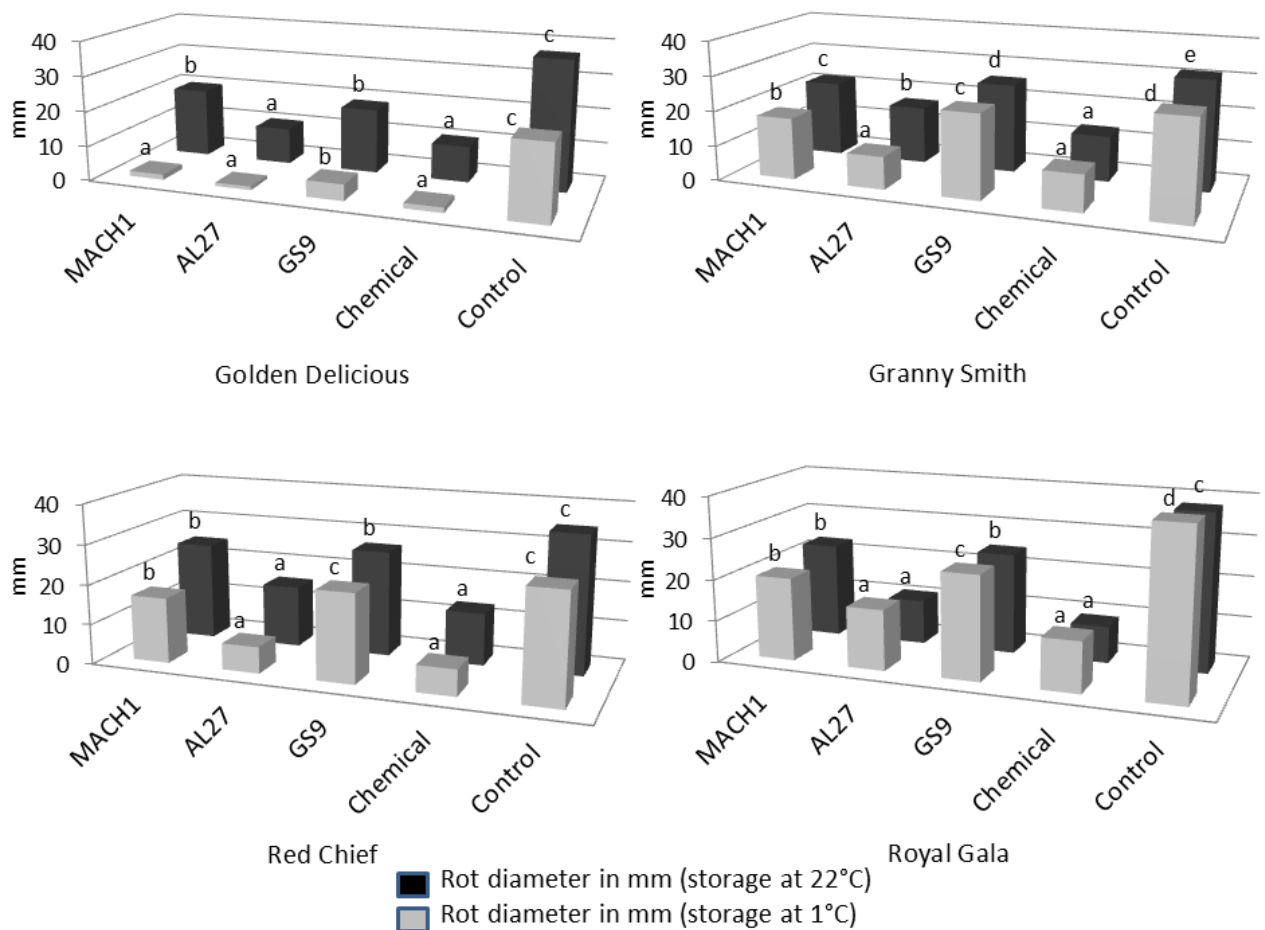 40
30
20
10
0
mm
a
b
a
a
b
b
a
a
c
c
MACH1
AL27
GS9
Chemical
Control
Golden Delicious
40
30
20
10
0
mm
b
c
a
b
c
d
a
a
d
e
MACH1
AL27
GS9
Chemical
Control
Granny Smith
40
30
20
10
0
mm
b
b
a
a
c
b
a
a
c
c
MACH1
AL27
GS9
Chemical
Control
Red Chief
40
30
20
10
0
mm
b
b
a
a
c
b
a
a
d
c
MACH1
AL27
GS9
Chemical
Control
Royal Gala
Rot diameter in mm (storage at 22°C)
Rot diameter in mm (storage at 1°C)